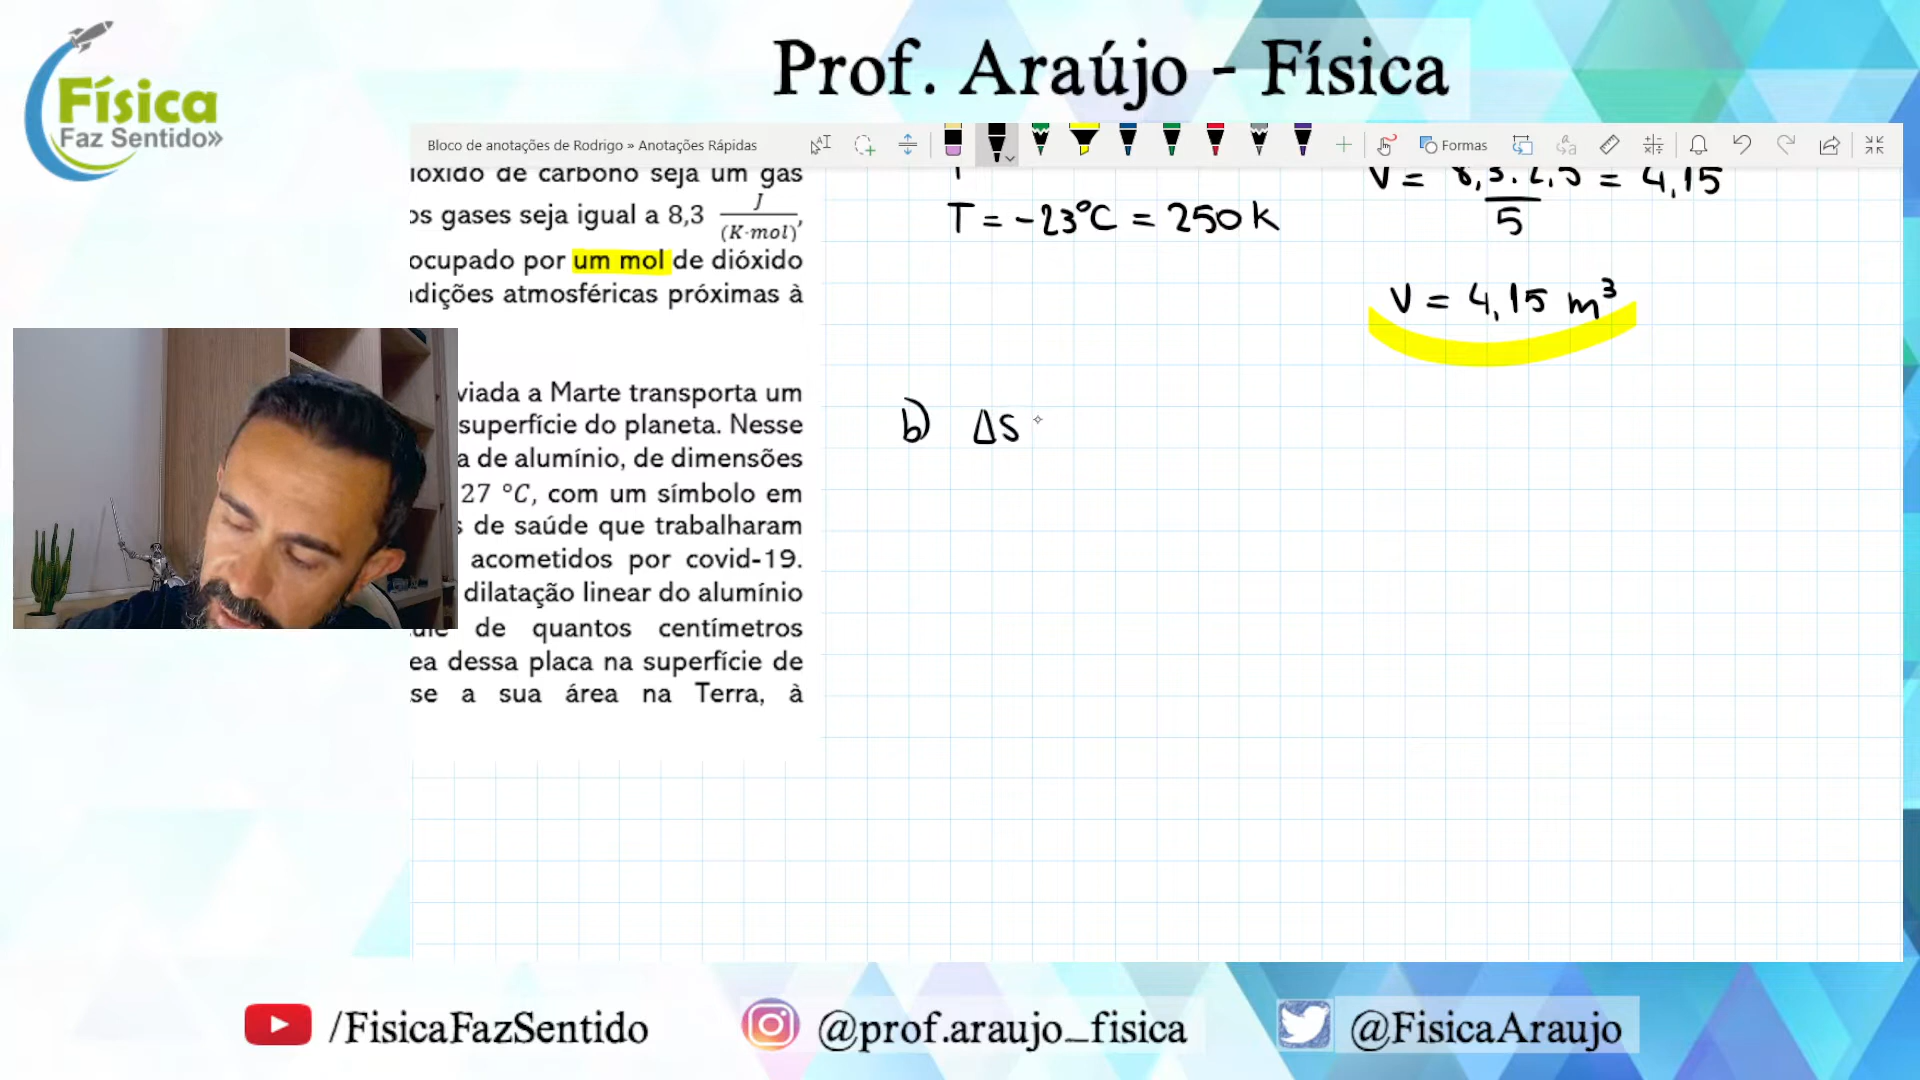 Prof. Araújo - Física
Física
Faz Sentido»
Bloco de anotações de Rodrigo » Anotações Rápidas
Formas
ióxido de carbono seja um gás
os gases seja igual a 8,3 J/(K·mol),
ocupado por um mol de dióxido
ndições atmosféricas próximas à
viada a Marte transporta um
superfície do planeta. Nesse
a de alumínio, de dimensões
27 °C, com um símbolo em
s de saúde que trabalharam
acometidos por covid-19.
dilatação linear do alumínio
de quantos centímetros
ea dessa placa na superfície de
se a sua área na Terra, à
T = -23°C = 250 K
V = 8,3.2,5/5 = 4,15
V = 4,15 m³
b) ΔS
/FisicaFazSentido
@prof.araujo_fisica
@FisicaAraujo